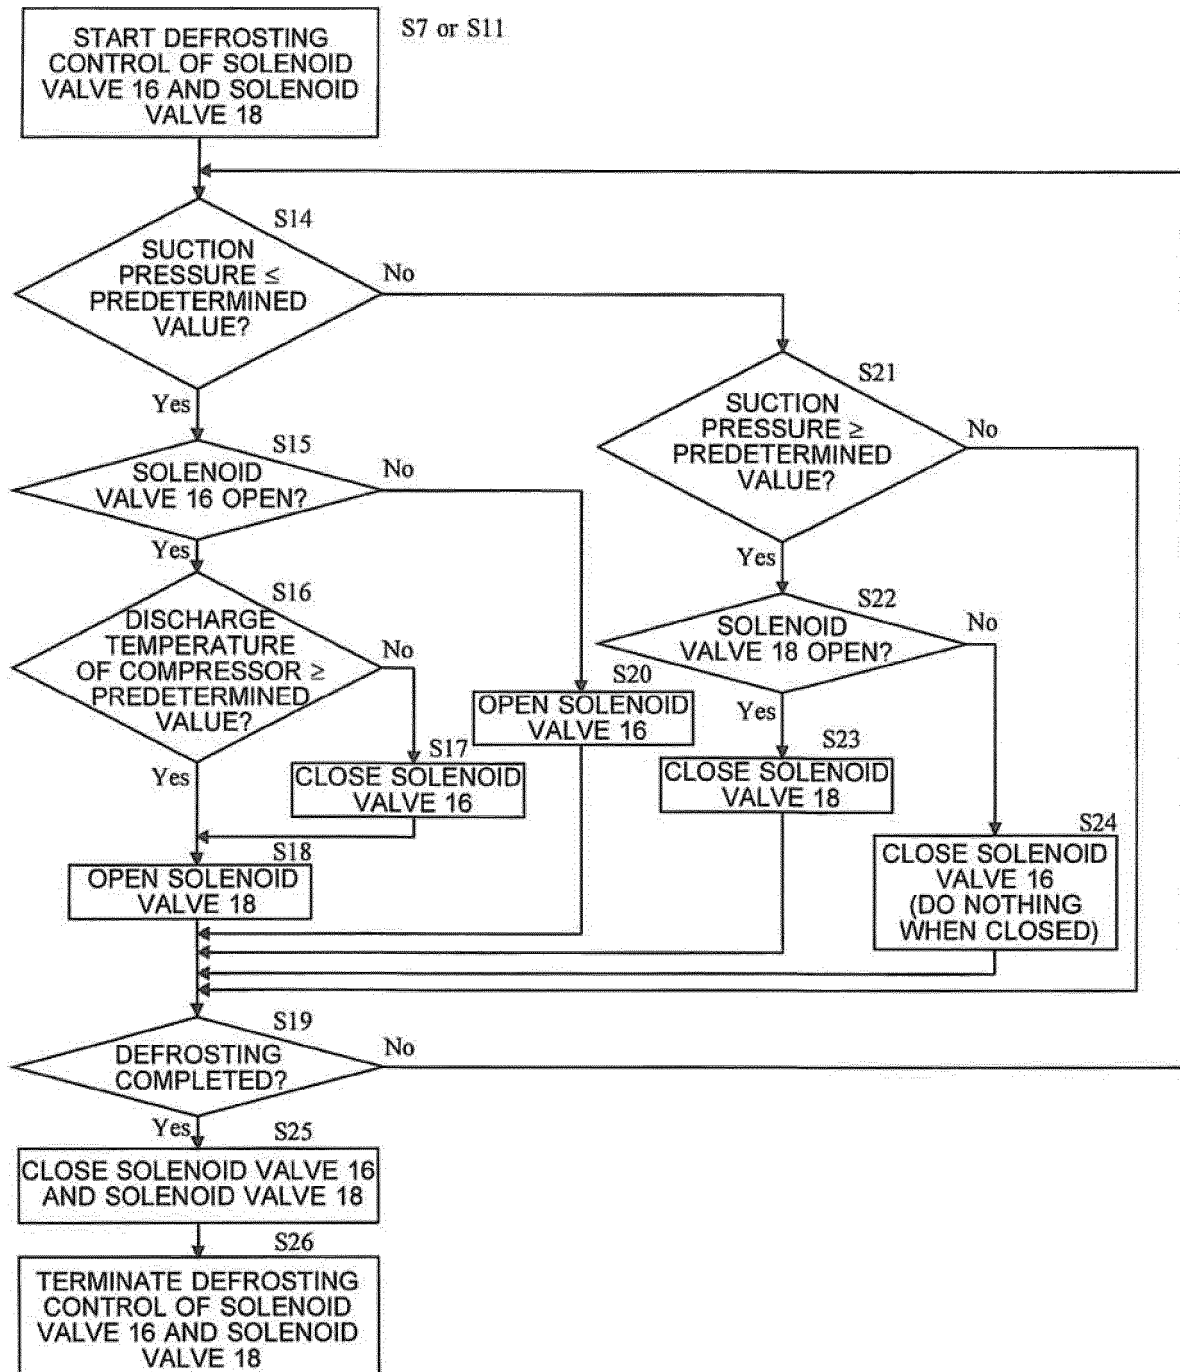 START DEFROSTING
CONTROL OF SOLENOID
VALVE 16 AND SOLENOID
VALVE 18
S7 or S11
S14
SUCTION
PRESSURE ≤
PREDETERMINED
VALUE?
No
Yes
S21
SUCTION
PRESSURE ≥
PREDETERMINED
VALUE?
No
Yes
S15
SOLENOID
VALVE 16 OPEN?
No
Yes
S16
DISCHARGE
TEMPERATURE
OF COMPRESSOR ≥
PREDETERMINED
VALUE?
No
Yes
S22
SOLENOID
VALVE 18 OPEN?
No
Yes
S20
OPEN SOLENOID
VALVE 16
S17
CLOSE SOLENOID
VALVE 16
S23
CLOSE SOLENOID
VALVE 18
S24
CLOSE SOLENOID
VALVE 16
(DO NOTHING
WHEN CLOSED)
S18
OPEN SOLENOID
VALVE 18
S19
DEFROSTING
COMPLETED?
No
Yes
S25
CLOSE SOLENOID VALVE 16
AND SOLENOID VALVE 18
S26
TERMINATE DEFROSTING
CONTROL OF SOLENOID
VALVE 16 AND SOLENOID
VALVE 18